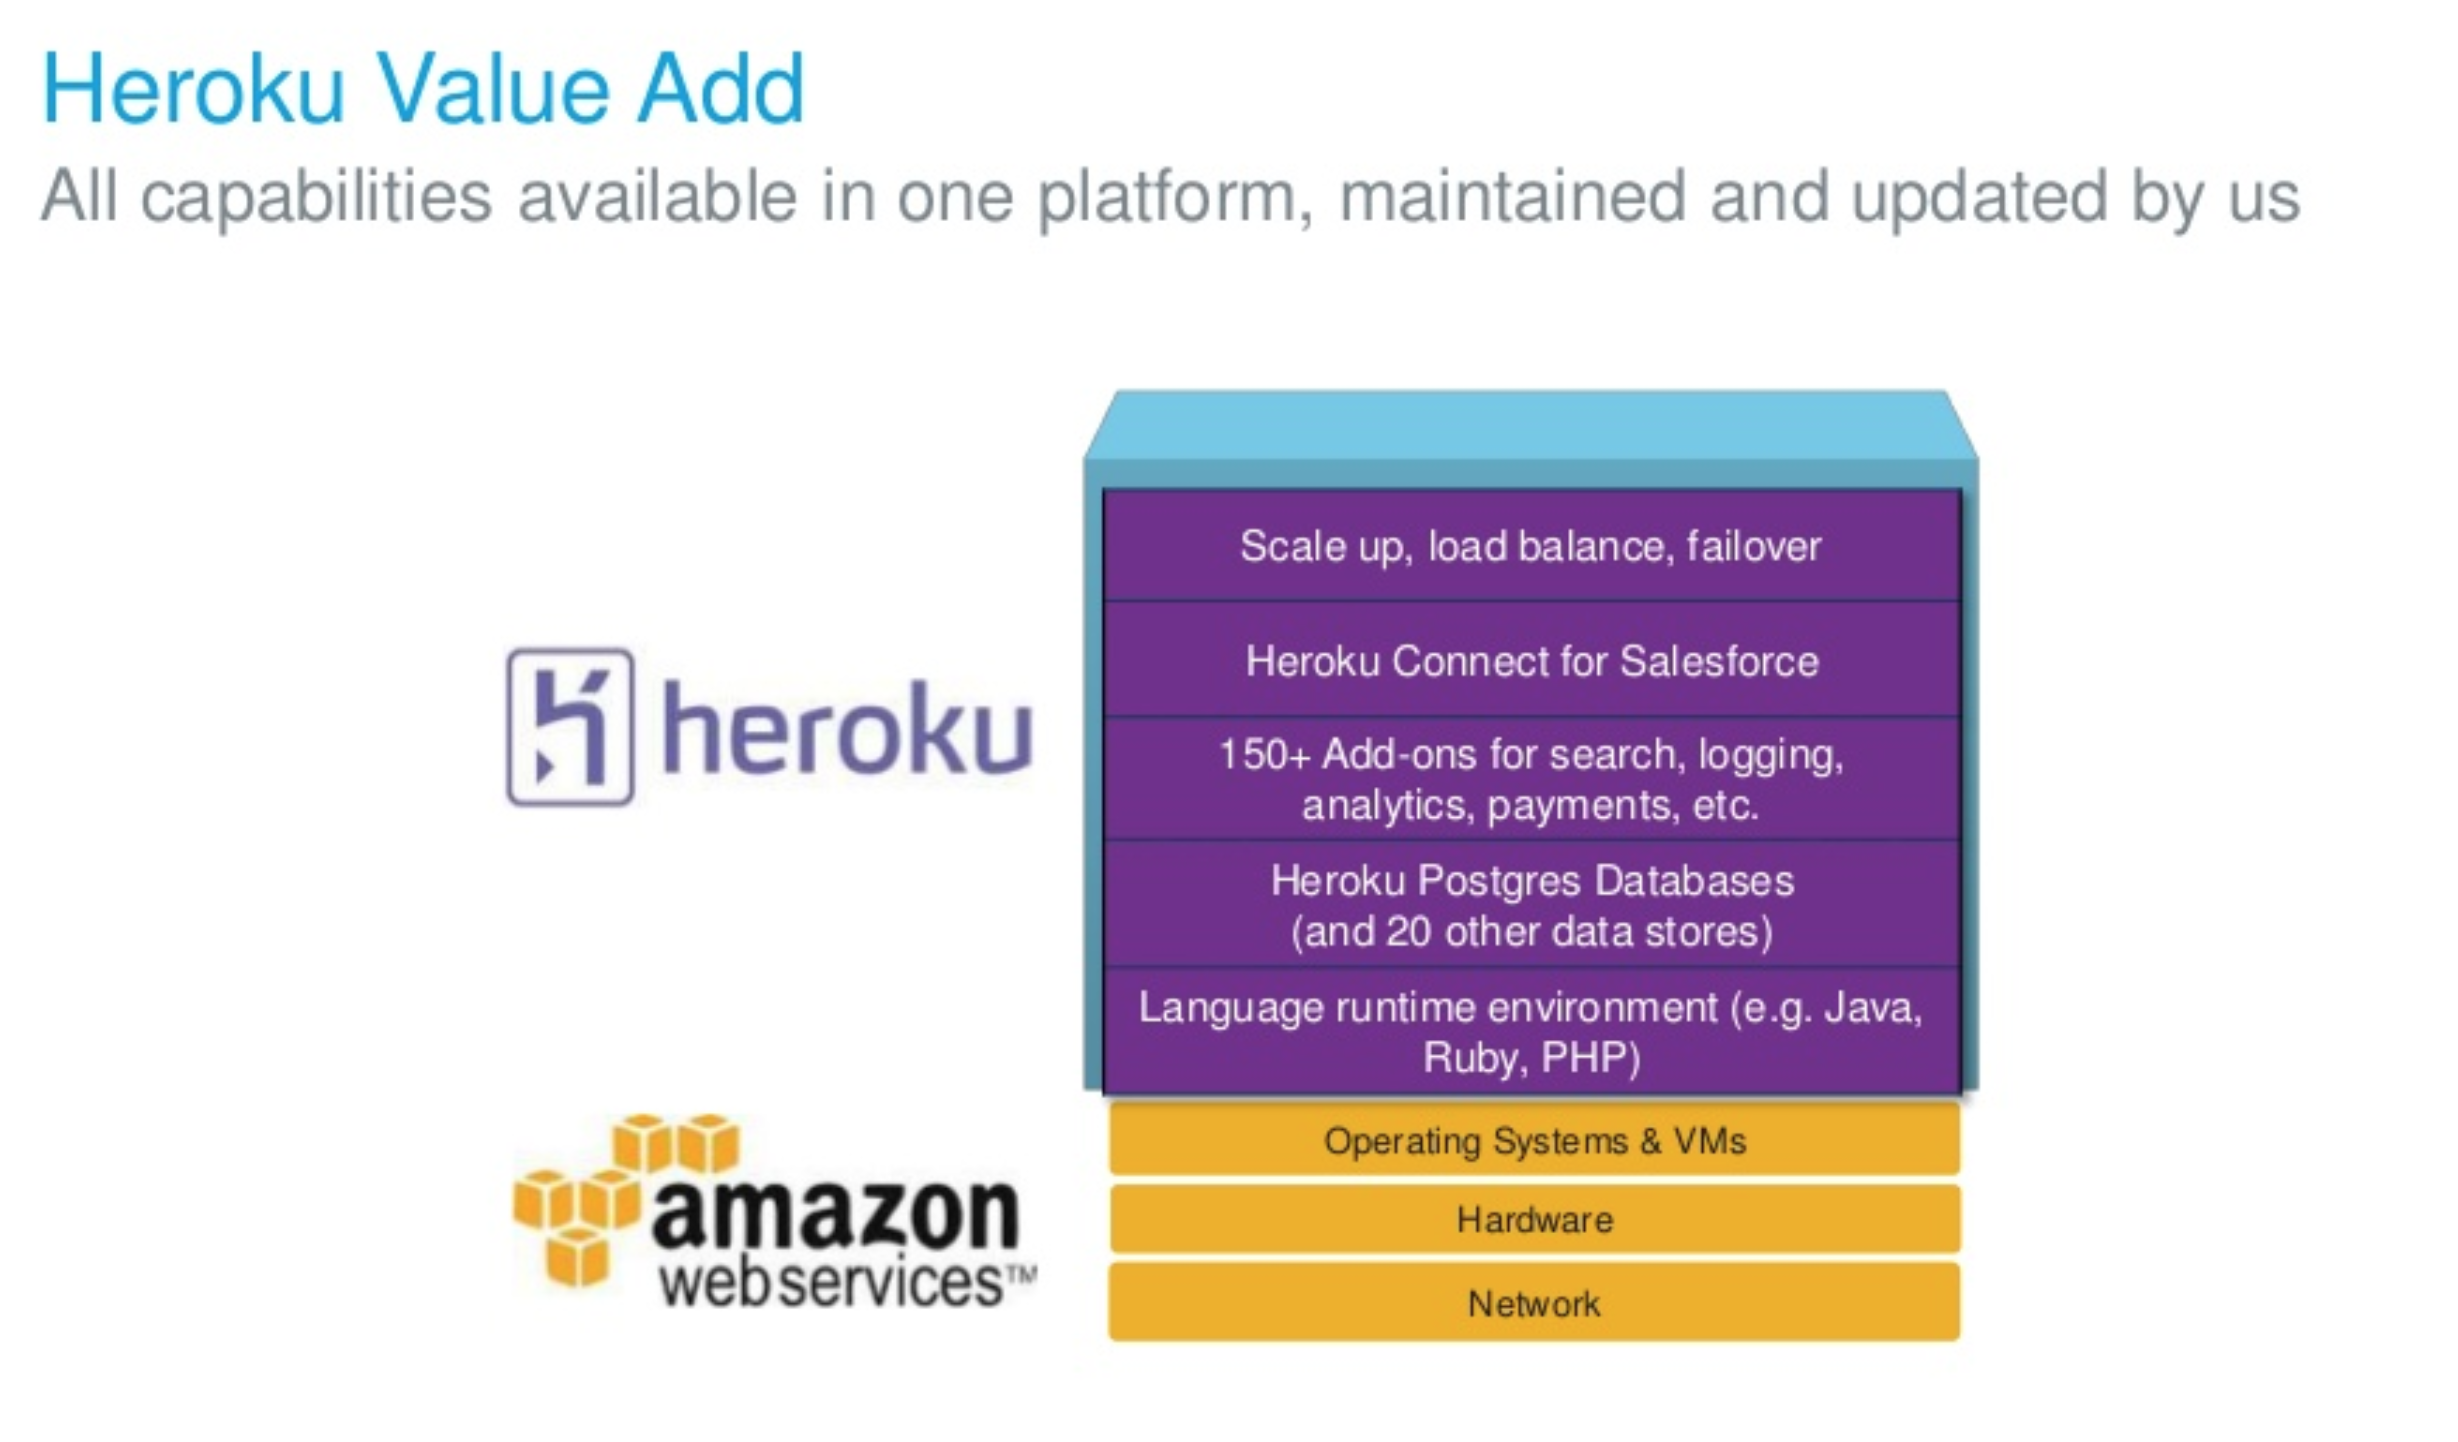 Heroku Value Add
All capabilities available in one platform, maintained and updated by us
Scale up, load balance, failover
Heroku Connect for Salesforce
heroku
150+ Add-ons for search, logging,
analytics, payments, etc.
Heroku Postgres Databases
(and 20 other data stores)
Language runtime environment (e.g. Java,
Ruby, PHP)
amazon
webservices™
Operating Systems & VMs
Hardware
Network